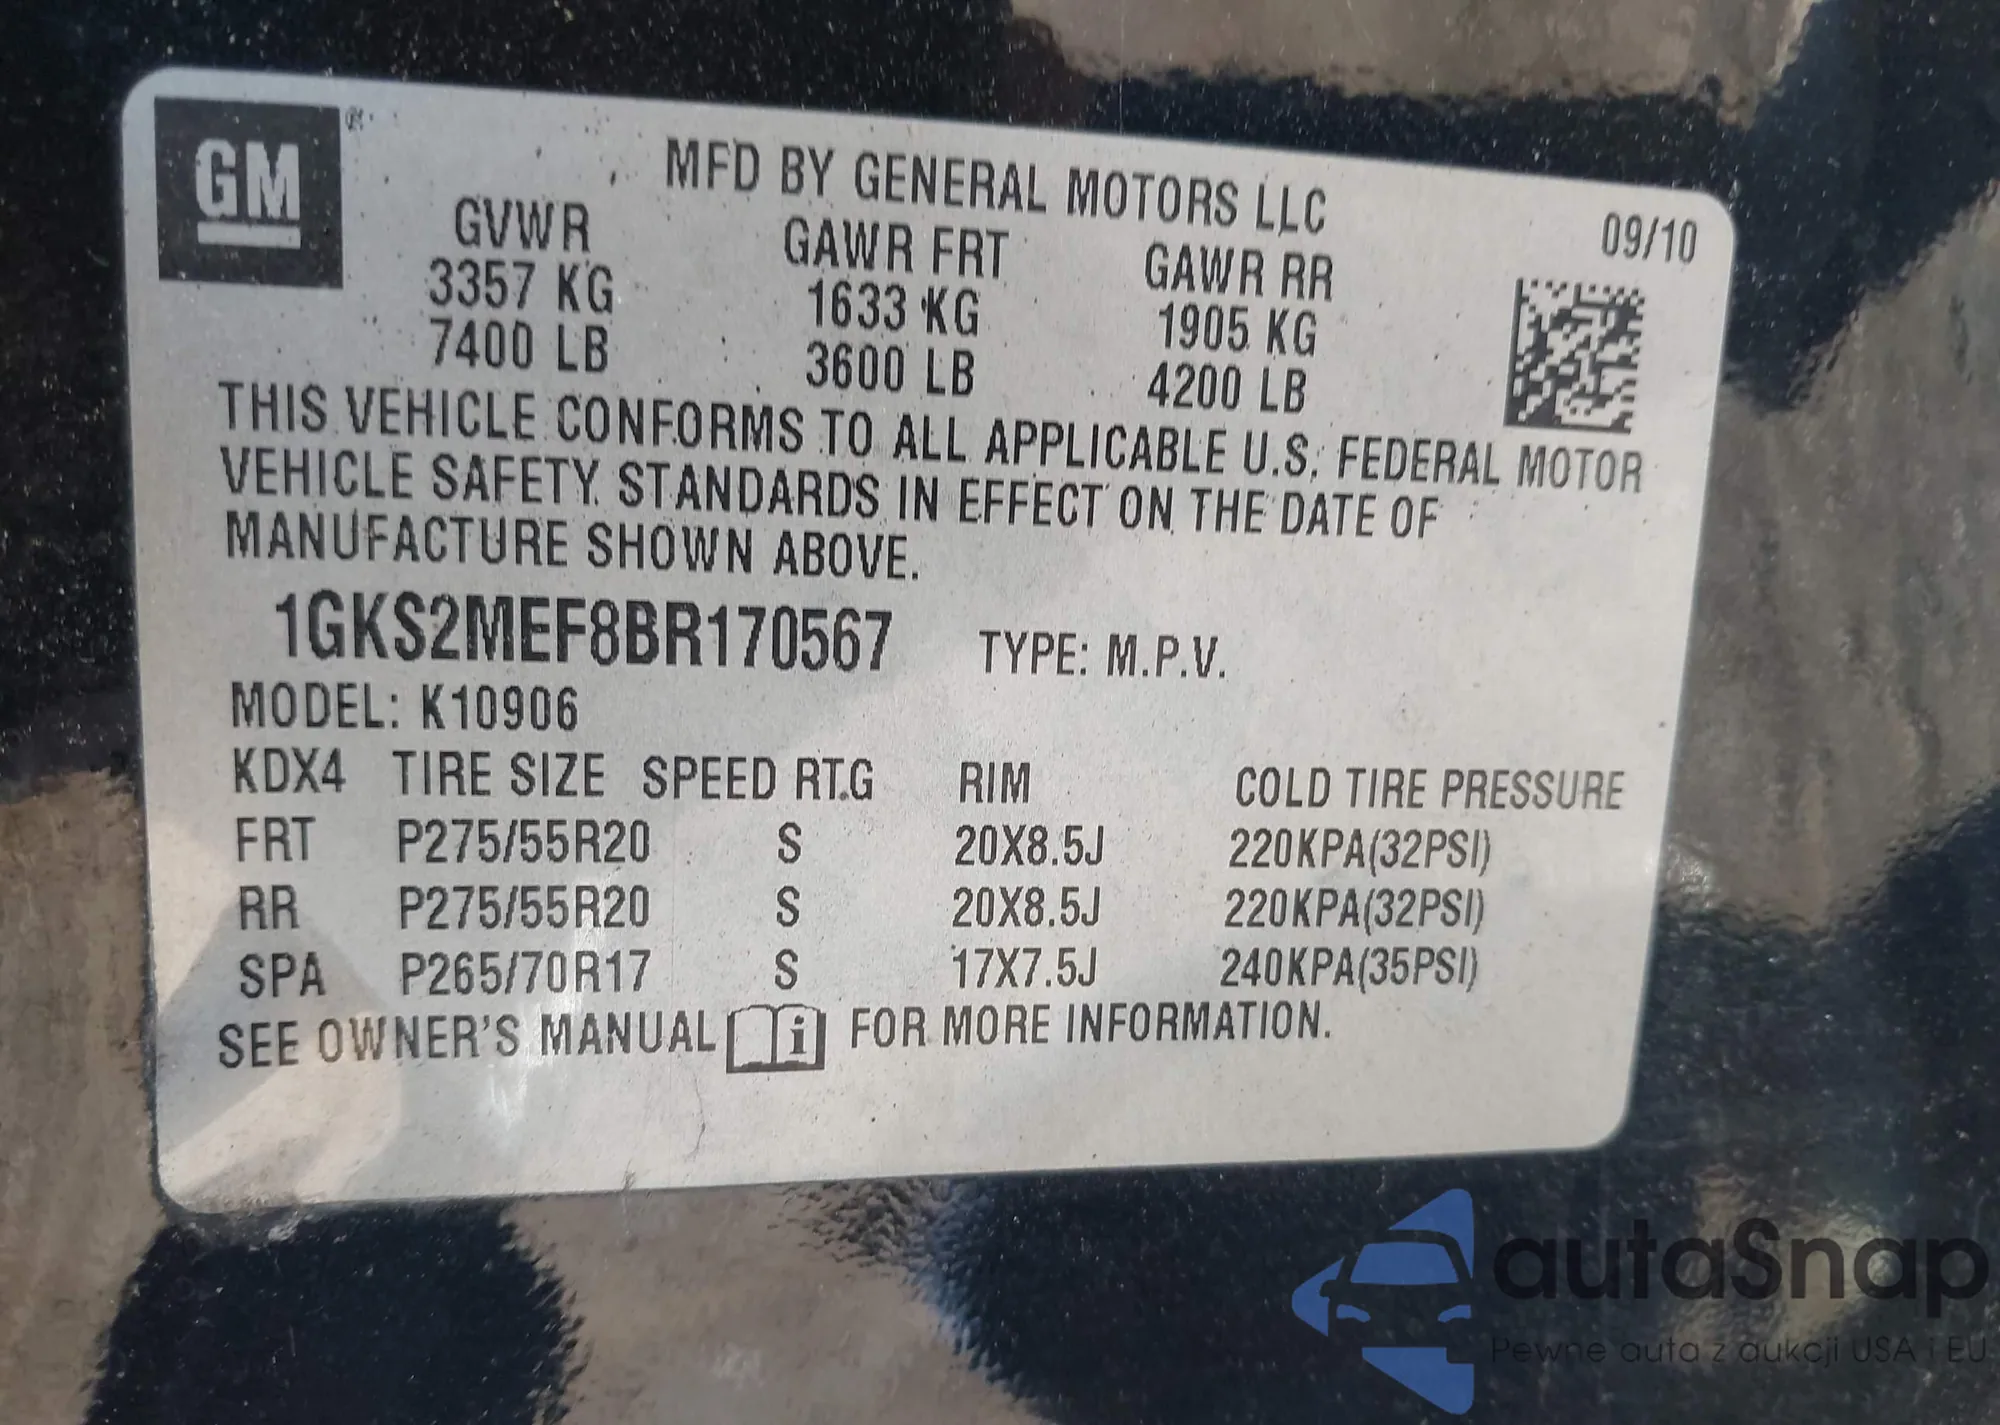 GM ®
MFD BY GENERAL MOTORS LLC
09/10
GVWR GAWR FRT GAWR RR
3357 KG 1633 KG 1905 KG
7400 LB 3600 LB 4200 LB
THIS VEHICLE CONFORMS TO ALL APPLICABLE U.S. FEDERAL MOTOR
VEHICLE SAFETY STANDARDS IN EFFECT ON THE DATE OF
MANUFACTURE SHOWN ABOVE.
1GKS2MEF8BR170567 TYPE: M.P.V.
MODEL: K10906
KDX4 TIRE SIZE SPEED RTG RIM COLD TIRE PRESSURE
FRT P275/55R20 S 20X8.5J 220KPA(32PSI)
RR P275/55R20 S 20X8.5J 220KPA(32PSI)
SPA P265/70R17 S 17X7.5J 240KPA(35PSI)
SEE OWNER'S MANUAL i FOR MORE INFORMATION.
autaSnap
Pewne auta z aukcji USA i EU